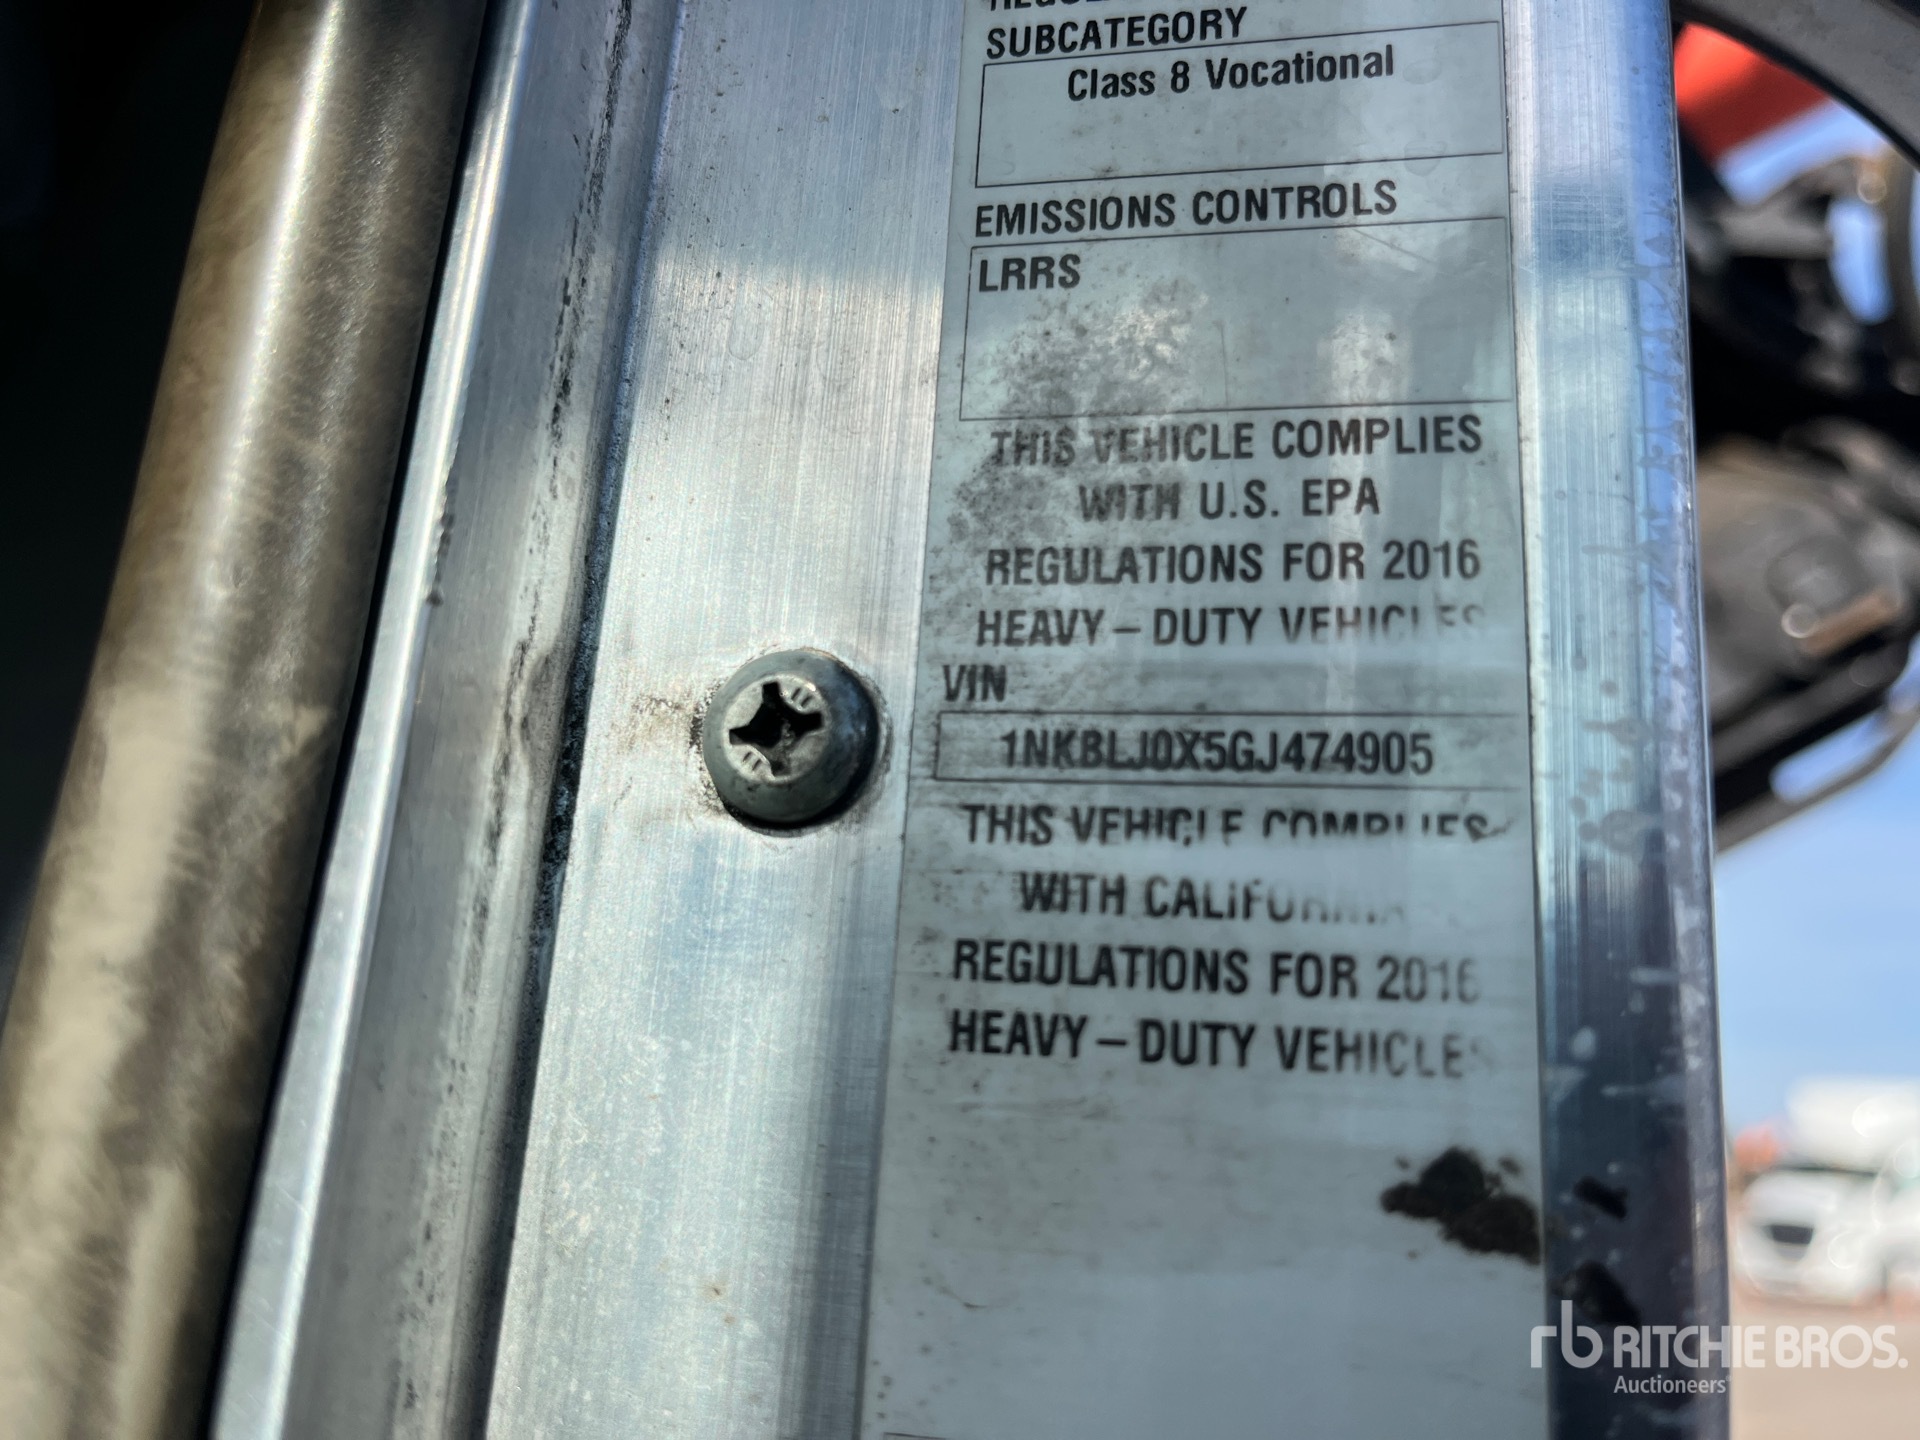 SUBCATEGORY
Class 8 Vocational
EMISSIONS CONTROLS
LRRS
THIS VEHICLE COMPLIES
WITH U.S. EPA
REGULATIONS FOR 2016
HEAVY-DUTY VEHICLES
VIN
1NKBLJ0X5GJ474905
THIS VEHICLE COMPLIES
WITH CALIFORNIA
REGULATIONS FOR 2016
HEAVY-DUTY VEHICLES
rb RITCHIE BROS.
Auctioneers